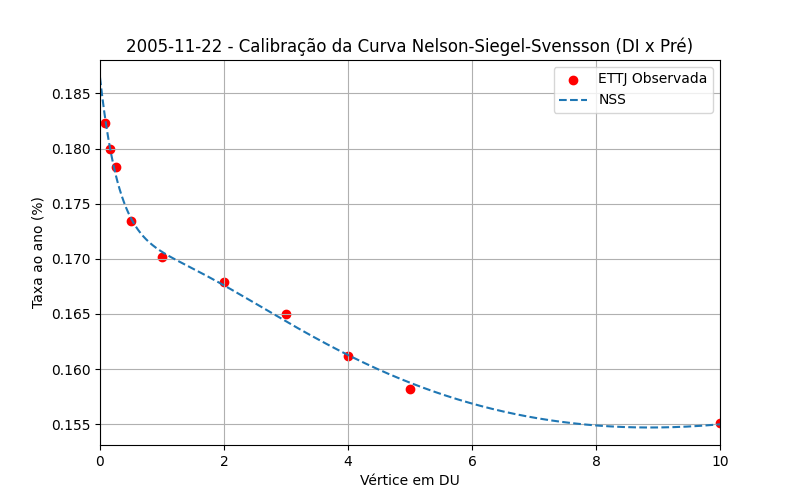 2005-11-22 - Calibração da Curva Nelson-Siegel-Svensson (DI x Pré)
ETTJ Observada
NSS
Taxa ao ano (%)
0.185
0.180
0.175
0.170
0.165
0.160
0.155
0 2 4 6 8 10
Vértice em DU